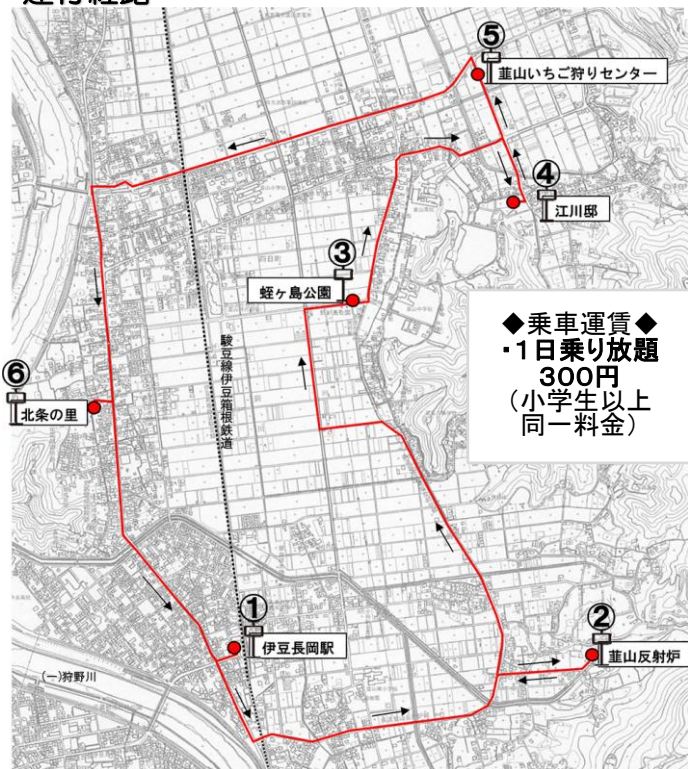 運行経路
⑤
韮山いちご狩りセンター
④
江川邸
③
蛭ヶ島公園
◆乗車運賃◆
・1日乗り放題
300円
(小学生以上
同一料金)
駿豆線伊豆箱根鉄道
⑥
北条の里
①
伊豆長岡駅
②
韮山反射炉
(一)狩野川